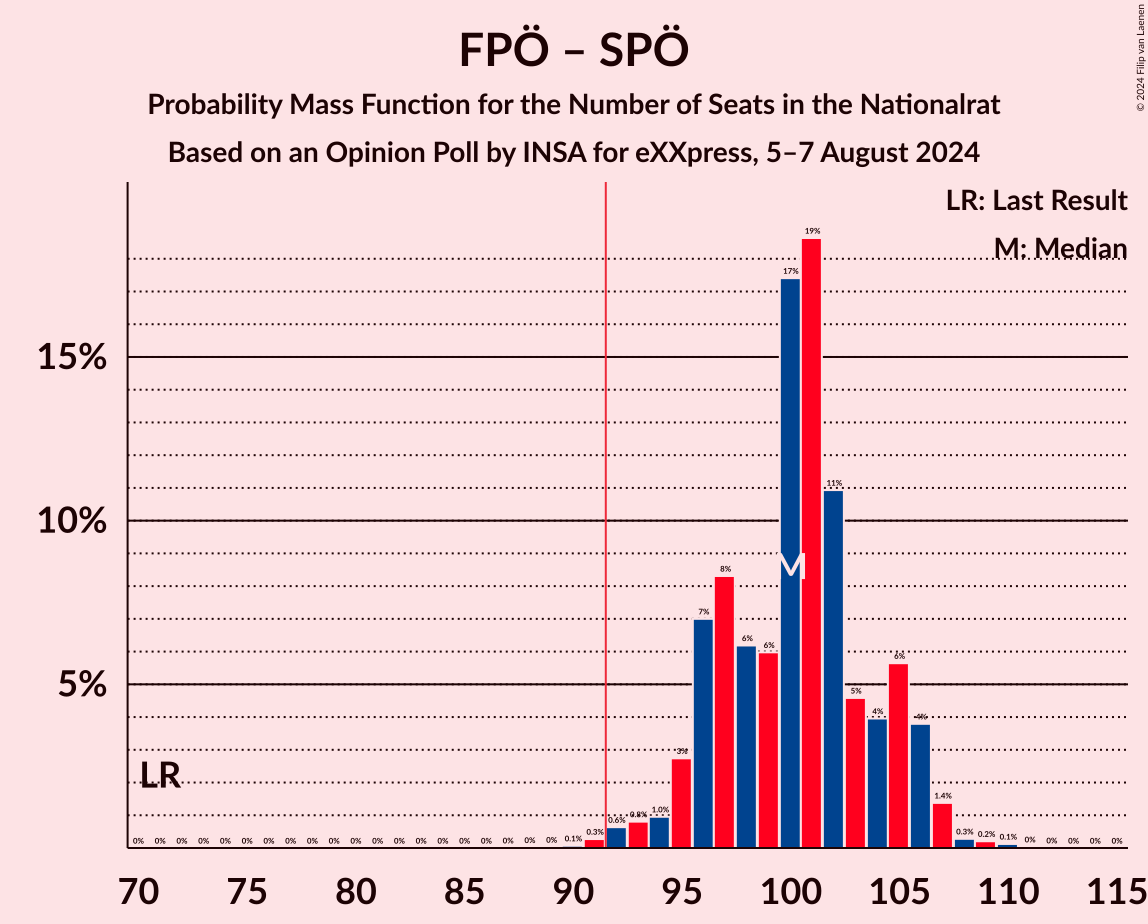 FPÖ – SPÖ
Probability Mass Function for the Number of Seats in the Nationalrat
Based on an Opinion Poll by INSA for eXXpress, 5–7 August 2024
© 2024 Filip van Laenen
LR: Last Result
M: Median
15%
10%
5%
LR
M
0% 0% 0% 0% 0% 0% 0% 0% 0% 0% 0% 0% 0% 0% 0% 0% 0% 0% 0% 0% 0.1% 0.3% 0.6% 0.8% 1.0% 3% 7% 8% 6% 6% 17% 19% 11% 5% 4% 6% 4% 1.4% 0.3% 0.2% 0.1% 0% 0% 0% 0% 0%
70 75 80 85 90 95 100 105 110 115